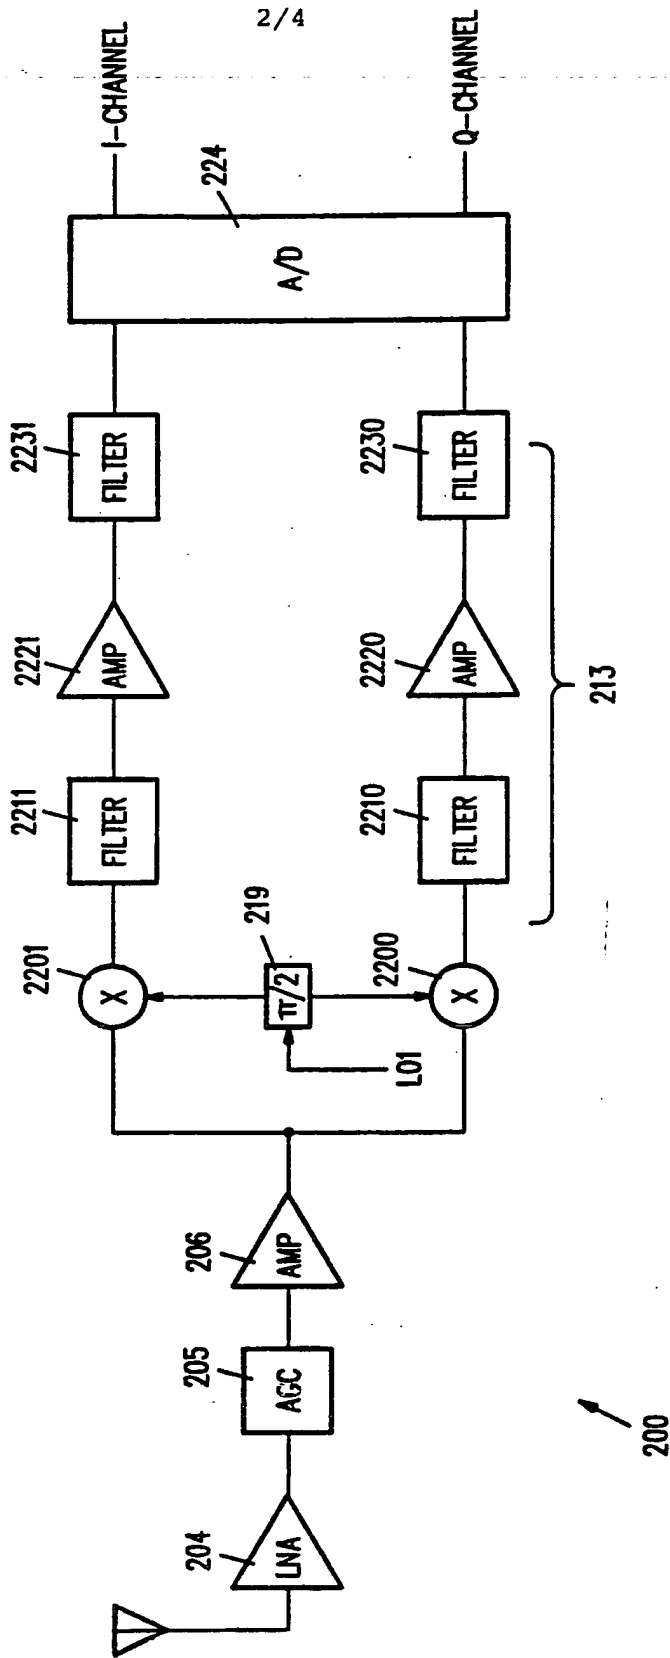 2/4
204
LNA
205
AGC
206
AMP
2201
X
219
π/2
LO1
2200
X
2211
FILTER
2221
AMP
2231
FILTER
2210
FILTER
2220
AMP
2230
FILTER
213
A/D
224
I-CHANNEL
Q-CHANNEL
200